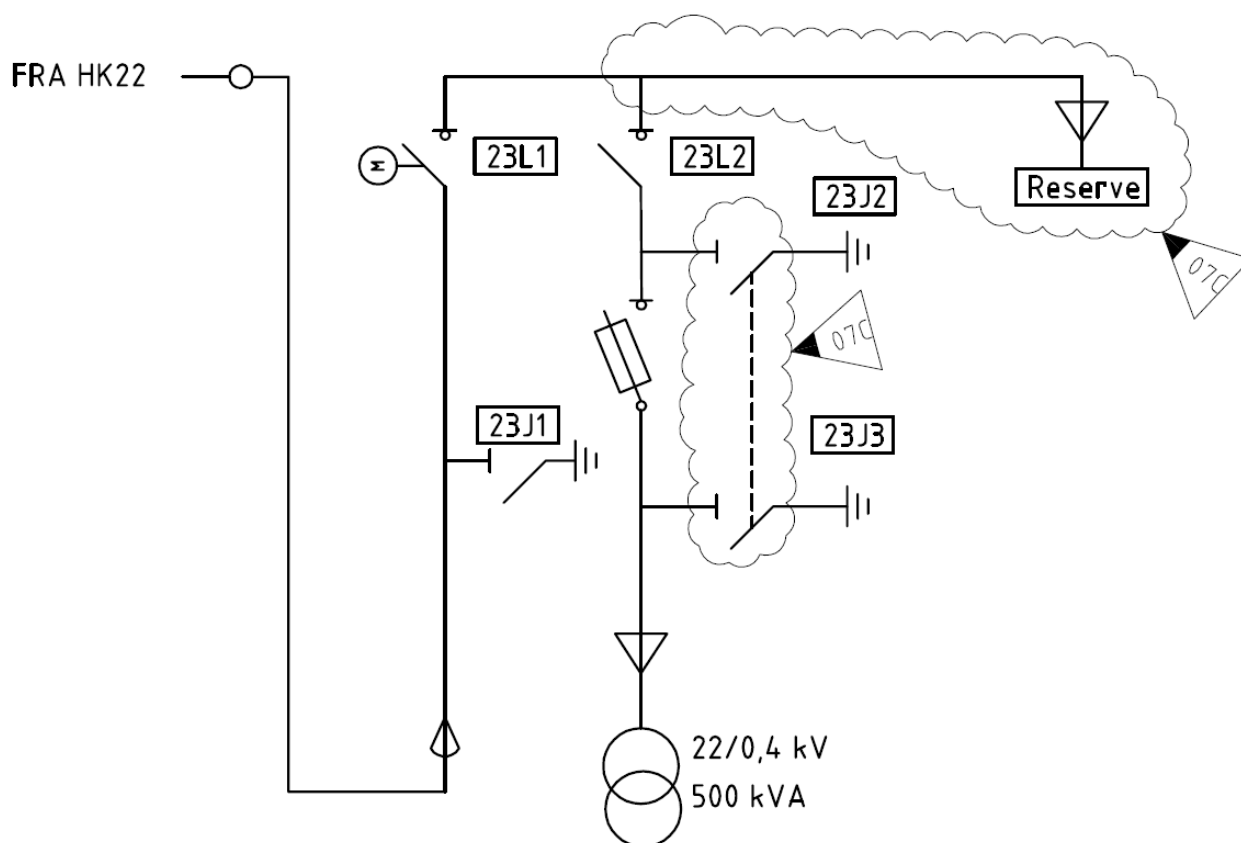 FRA HK22
23L1
23L2
M
Reserve
23J2
07C
07C
23J1
23J3
22/0,4 kV
500 kVA